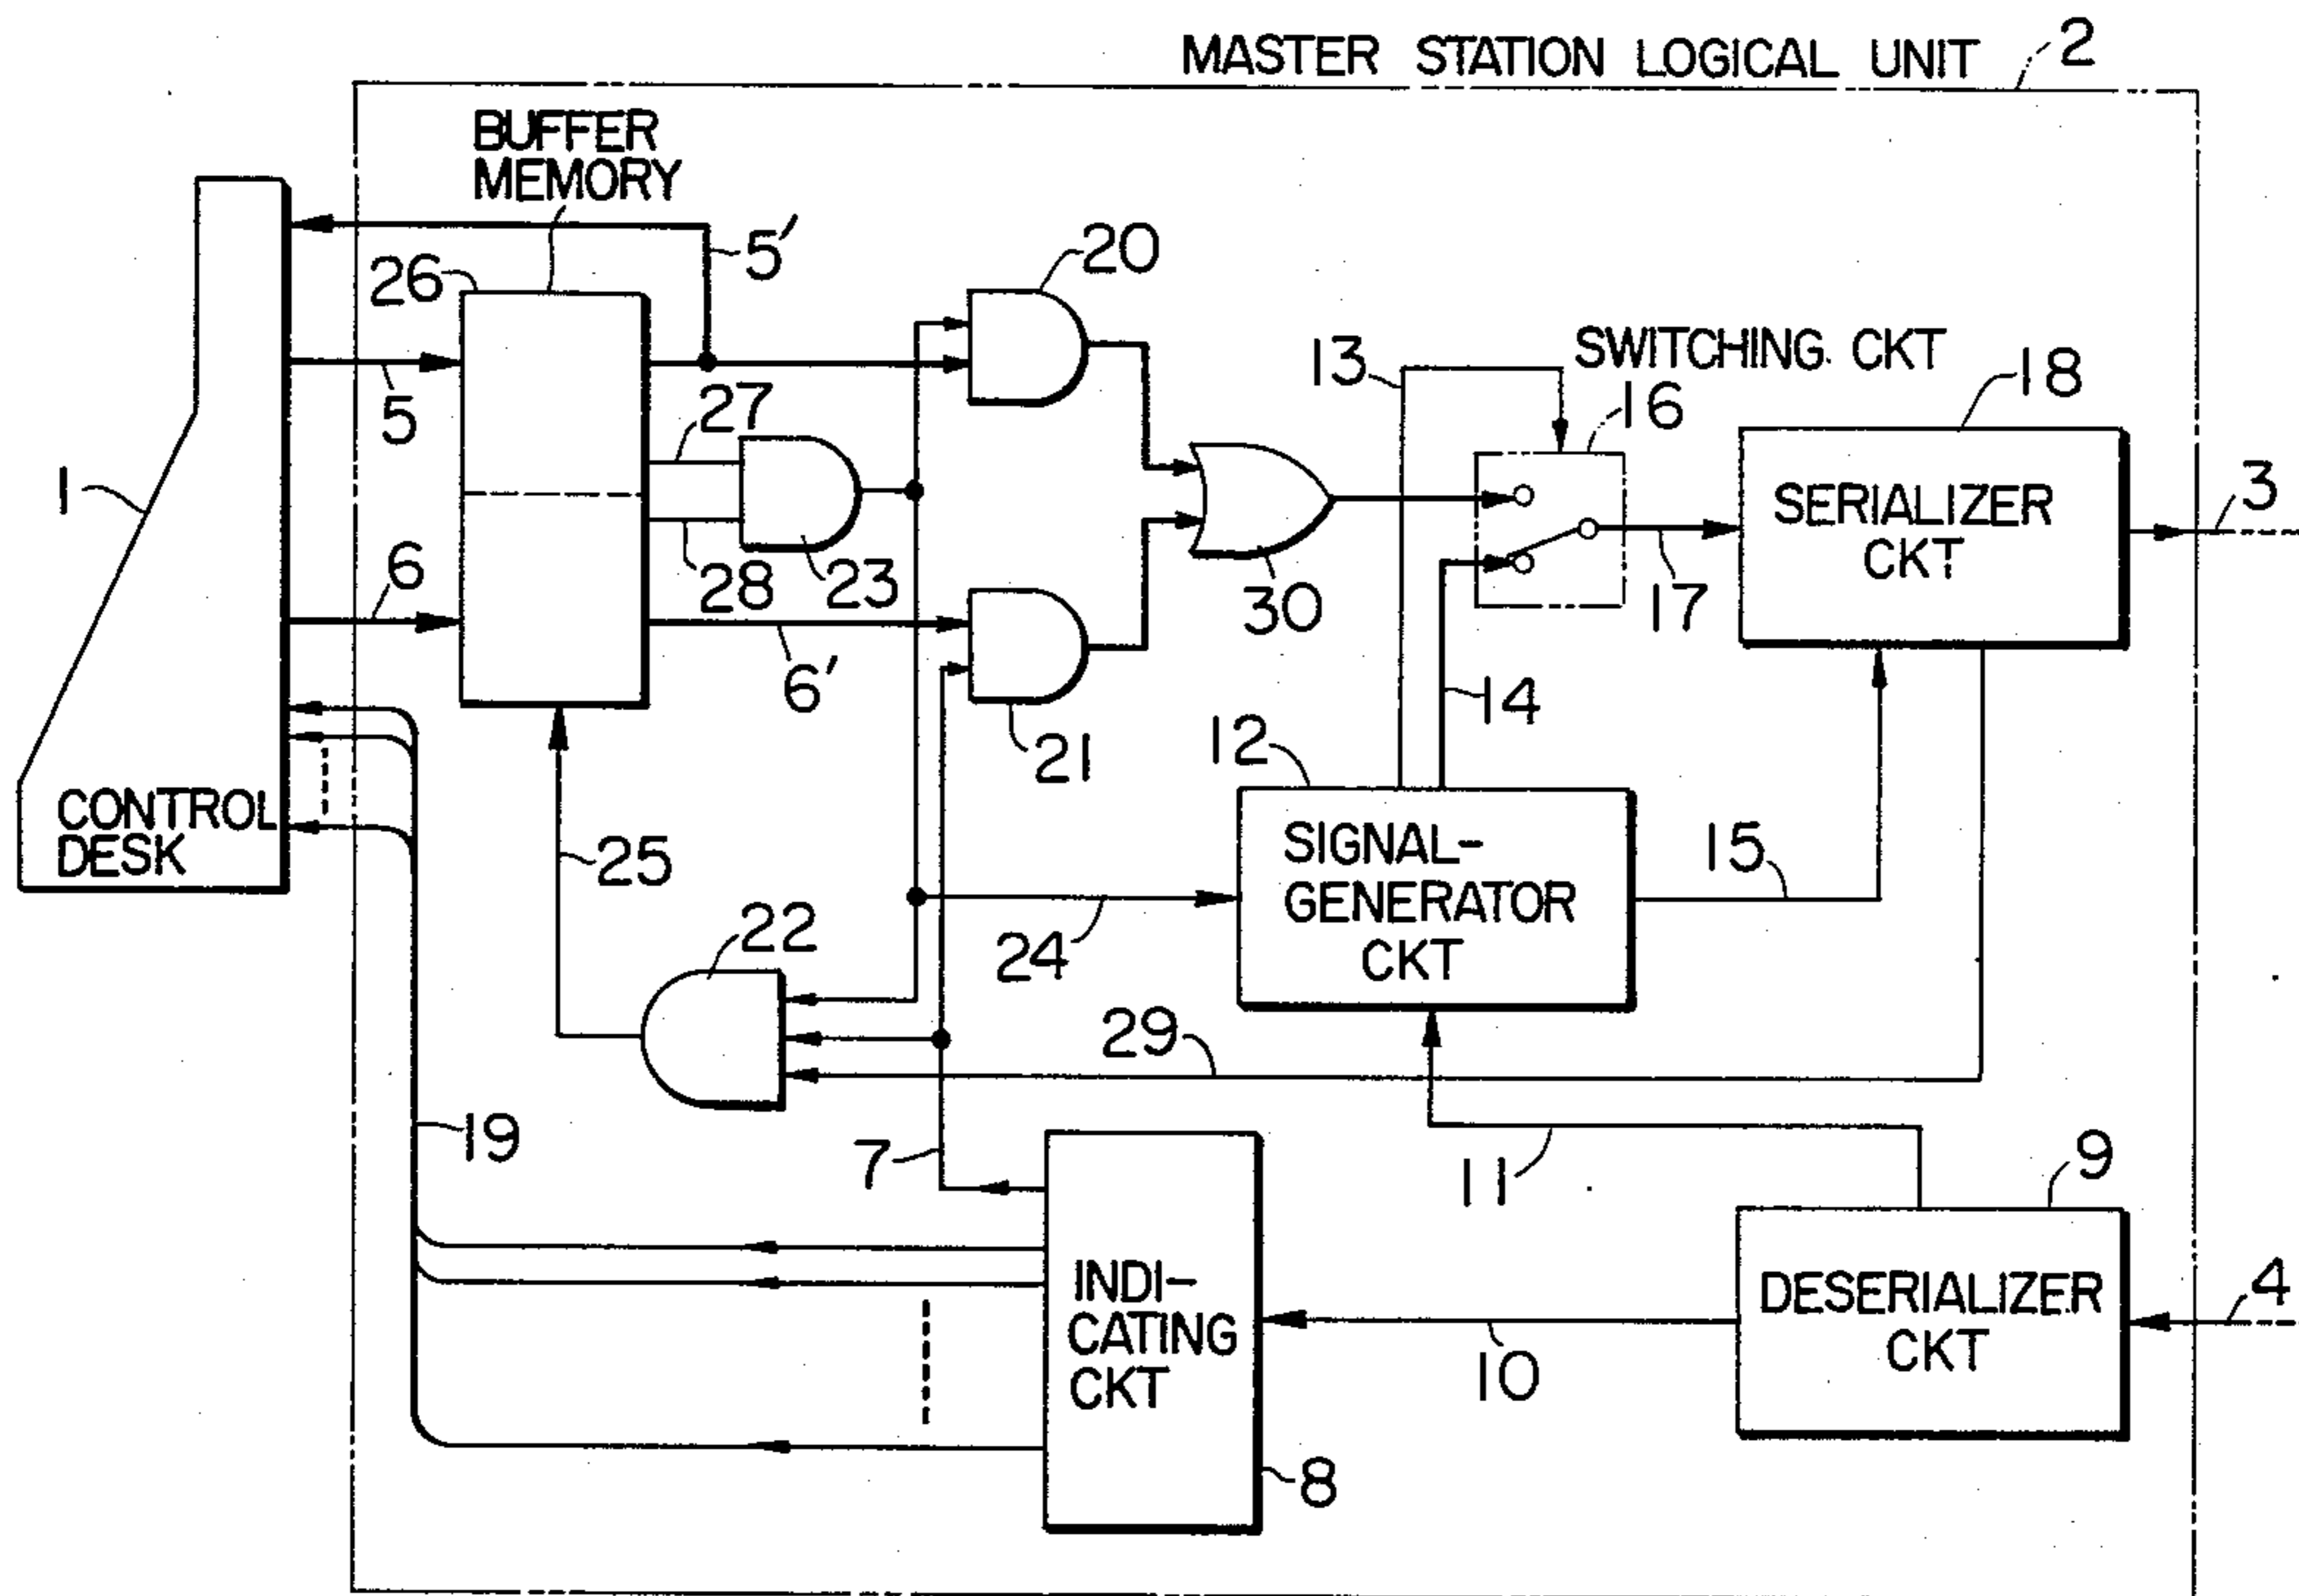 MASTER STATION LOGICAL UNIT 2
BUFFER
MEMORY
5'
20
26
13
SWITCHING. CKT
16
18
5
27
1
SERIALIZER
CKT
3
6
28
23
30
17
6'
14
21
12
CONTROL
DESK
25
SIGNAL-
GENERATOR
CKT
15
22
24
29
19
7
11
9
INDI-
CATING
CKT
DESERIALIZER
CKT
4
10
8